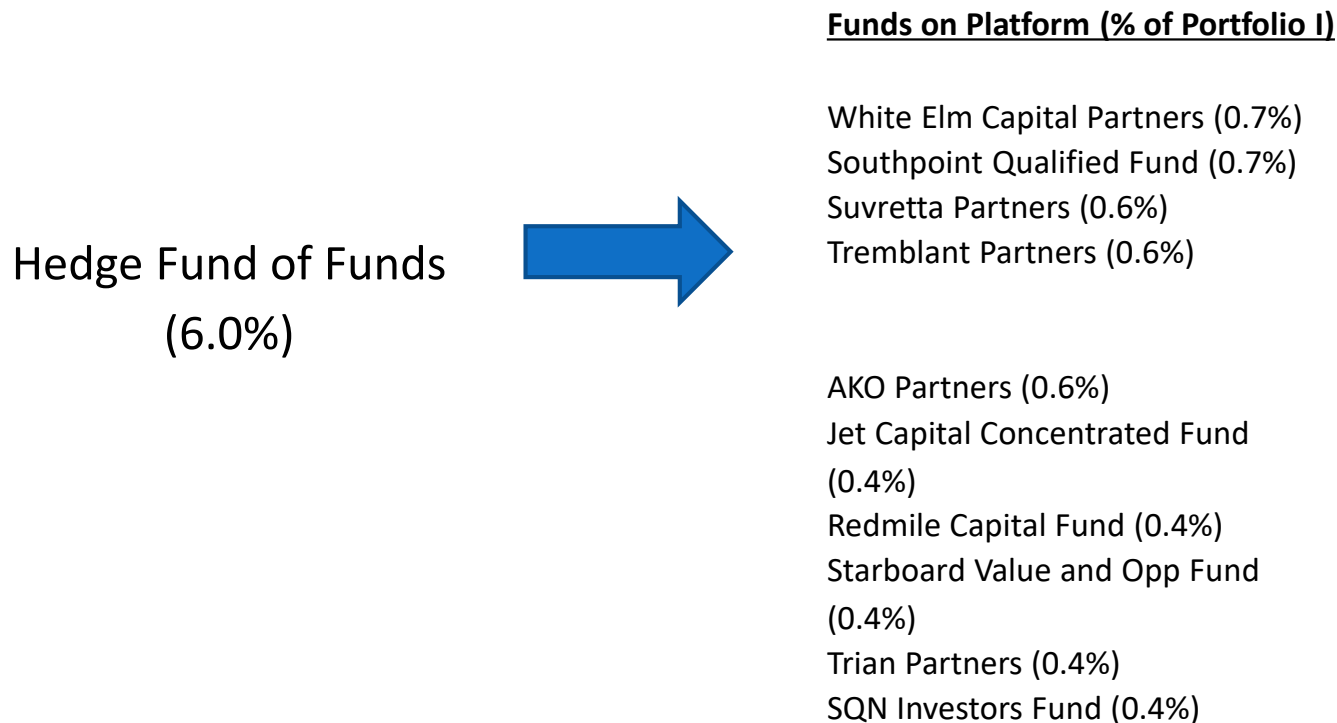 Funds on Platform (% of Portfolio I)
White Elm Capital Partners (0.7%)
Southpoint Qualified Fund (0.7%)
Suvretta Partners (0.6%)
Tremblant Partners (0.6%)
Hedge Fund of Funds
(6.0%)
AKO Partners (0.6%)
Jet Capital Concentrated Fund
(0.4%)
Redmile Capital Fund (0.4%)
Starboard Value and Opp Fund
(0.4%)
Trian Partners (0.4%)
SQN Investors Fund (0.4%)